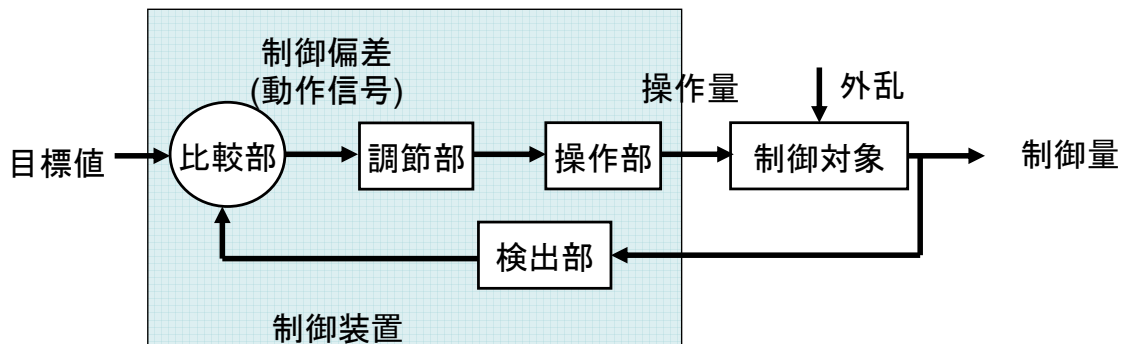 制御偏差
(動作信号)
操作量
外乱
目標値
比較部
調節部
操作部
制御対象
制御量
検出部
制御装置